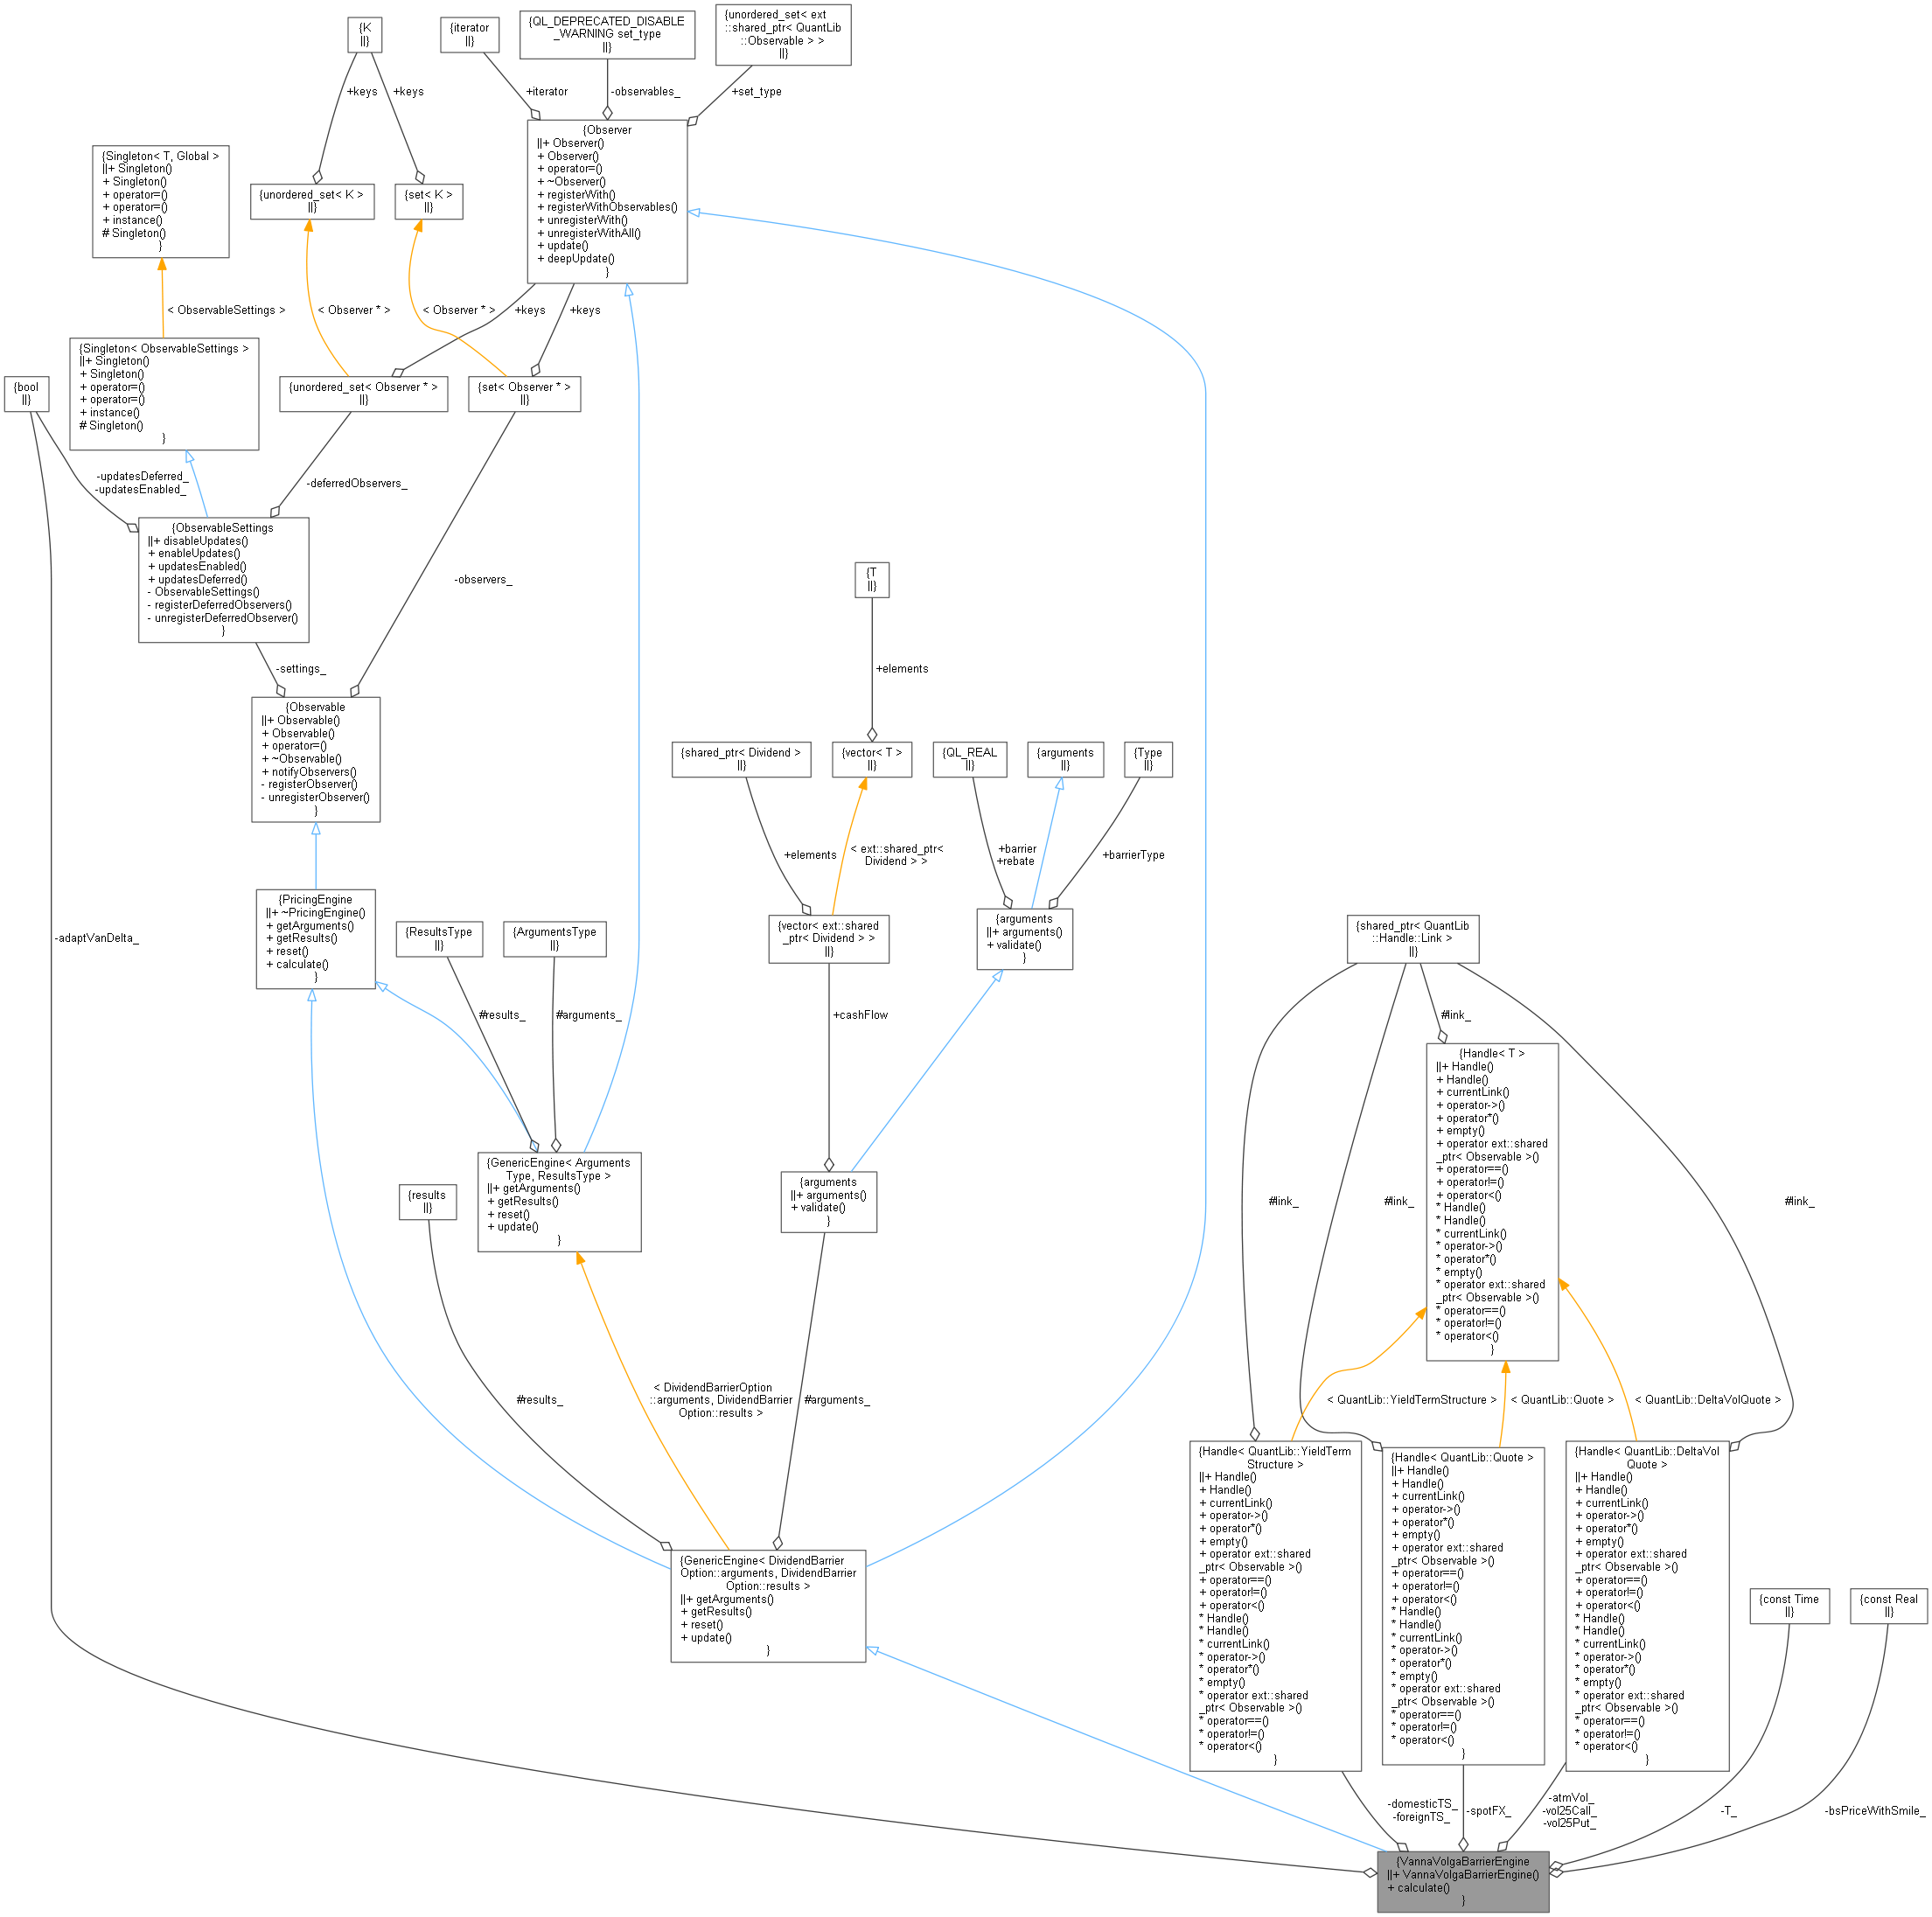 {K
||}
{iterator
||}
{QL_DEPRECATED_DISABLE
_WARNING set_type
||}
{unordered_set< ext
::shared_ptr< QuantLib
::Observable > >
||}
+keys
+keys
+iterator
-observables_
+set_type
{Singleton< T, Global >
||+ Singleton()
+ Singleton()
+ operator=()
+ operator=()
+ instance()
# Singleton()
}
{unordered_set< K >
||}
{set< K >
||}
{Observer
||+ Observer()
+ Observer()
+ operator=()
+ ~Observer()
+ registerWith()
+ registerWithObservables()
+ unregisterWith()
+ unregisterWithAll()
+ update()
+ deepUpdate()
}
< ObservableSettings >
< Observer * >
< Observer * >
+keys
+keys
{bool
||}
{Singleton< ObservableSettings >
||+ Singleton()
+ Singleton()
+ operator=()
+ operator=()
+ instance()
# Singleton()
}
{unordered_set< Observer * >
||}
{set< Observer * >
||}
-updatesDeferred_
-updatesEnabled_
-deferredObservers_
{ObservableSettings
||+ disableUpdates()
+ enableUpdates()
+ updatesEnabled()
+ updatesDeferred()
- ObservableSettings()
- registerDeferredObservers()
- unregisterDeferredObserver()
}
-observers_
{T
||}
-settings_
+elements
{Observable
||+ Observable()
+ Observable()
+ operator=()
+ ~Observable()
+ notifyObservers()
- registerObserver()
- unregisterObserver()
}
{shared_ptr< Dividend >
||}
{vector< T >
||}
{QL_REAL
||}
{arguments
||}
{Type
||}
+elements
< ext::shared_ptr<
Dividend > >
+barrier
+rebate
+barrierType
-adaptVanDelta_
{PricingEngine
||+ ~PricingEngine()
+ getArguments()
+ getResults()
+ reset()
+ calculate()
}
{ResultsType
||}
{ArgumentsType
||}
{vector< ext::shared
_ptr< Dividend > >
||}
{arguments
||+ arguments()
+ validate()
}
{shared_ptr< QuantLib
::Handle::Link >
||}
#results_
#arguments_
+cashFlow
#link_
{Handle< T >
||+ Handle()
+ Handle()
+ currentLink()
+ operator->()
+ operator*()
+ empty()
+ operator ext::shared
_ptr< Observable >()
+ operator==()
+ operator!=()
+ operator<()
* Handle()
* Handle()
* currentLink()
* operator->()
* operator*()
* empty()
* operator ext::shared
_ptr< Observable >()
* operator==()
* operator!=()
* operator<()
}
{results
||}
{GenericEngine< Arguments
Type, ResultsType >
||+ getArguments()
+ getResults()
+ reset()
+ update()
}
{arguments
||+ arguments()
+ validate()
}
#link_
#link_
#link_
#results_
< DividendBarrierOption
::arguments, DividendBarrier
Option::results >
#arguments_
< QuantLib::YieldTermStructure >
< QuantLib::Quote >
< QuantLib::DeltaVolQuote >
{GenericEngine< DividendBarrier
Option::arguments, DividendBarrier
Option::results >
||+ getArguments()
+ getResults()
+ reset()
+ update()
}
{Handle< QuantLib::YieldTerm
Structure >
||+ Handle()
+ Handle()
+ currentLink()
+ operator->()
+ operator*()
+ empty()
+ operator ext::shared
_ptr< Observable >()
+ operator==()
+ operator!=()
+ operator<()
* Handle()
* Handle()
* currentLink()
* operator->()
* operator*()
* empty()
* operator ext::shared
_ptr< Observable >()
* operator==()
* operator!=()
* operator<()
}
{Handle< QuantLib::Quote >
||+ Handle()
+ Handle()
+ currentLink()
+ operator->()
+ operator*()
+ empty()
+ operator ext::shared
_ptr< Observable >()
+ operator==()
+ operator!=()
+ operator<()
* Handle()
* Handle()
* currentLink()
* operator->()
* operator*()
* empty()
* operator ext::shared
_ptr< Observable >()
* operator==()
* operator!=()
* operator<()
}
{Handle< QuantLib::DeltaVol
Quote >
||+ Handle()
+ Handle()
+ currentLink()
+ operator->()
+ operator*()
+ empty()
+ operator ext::shared
_ptr< Observable >()
+ operator==()
+ operator!=()
+ operator<()
* Handle()
* Handle()
* currentLink()
* operator->()
* operator*()
* empty()
* operator ext::shared
_ptr< Observable >()
* operator==()
* operator!=()
* operator<()
}
{const Time
||}
{const Real
||}
-domesticTS_
-foreignTS_
-spotFX_
-atmVol_
-vol25Call_
-vol25Put_
-T_
-bsPriceWithSmile_
{VannaVolgaBarrierEngine
||+ VannaVolgaBarrierEngine()
+ calculate()
}